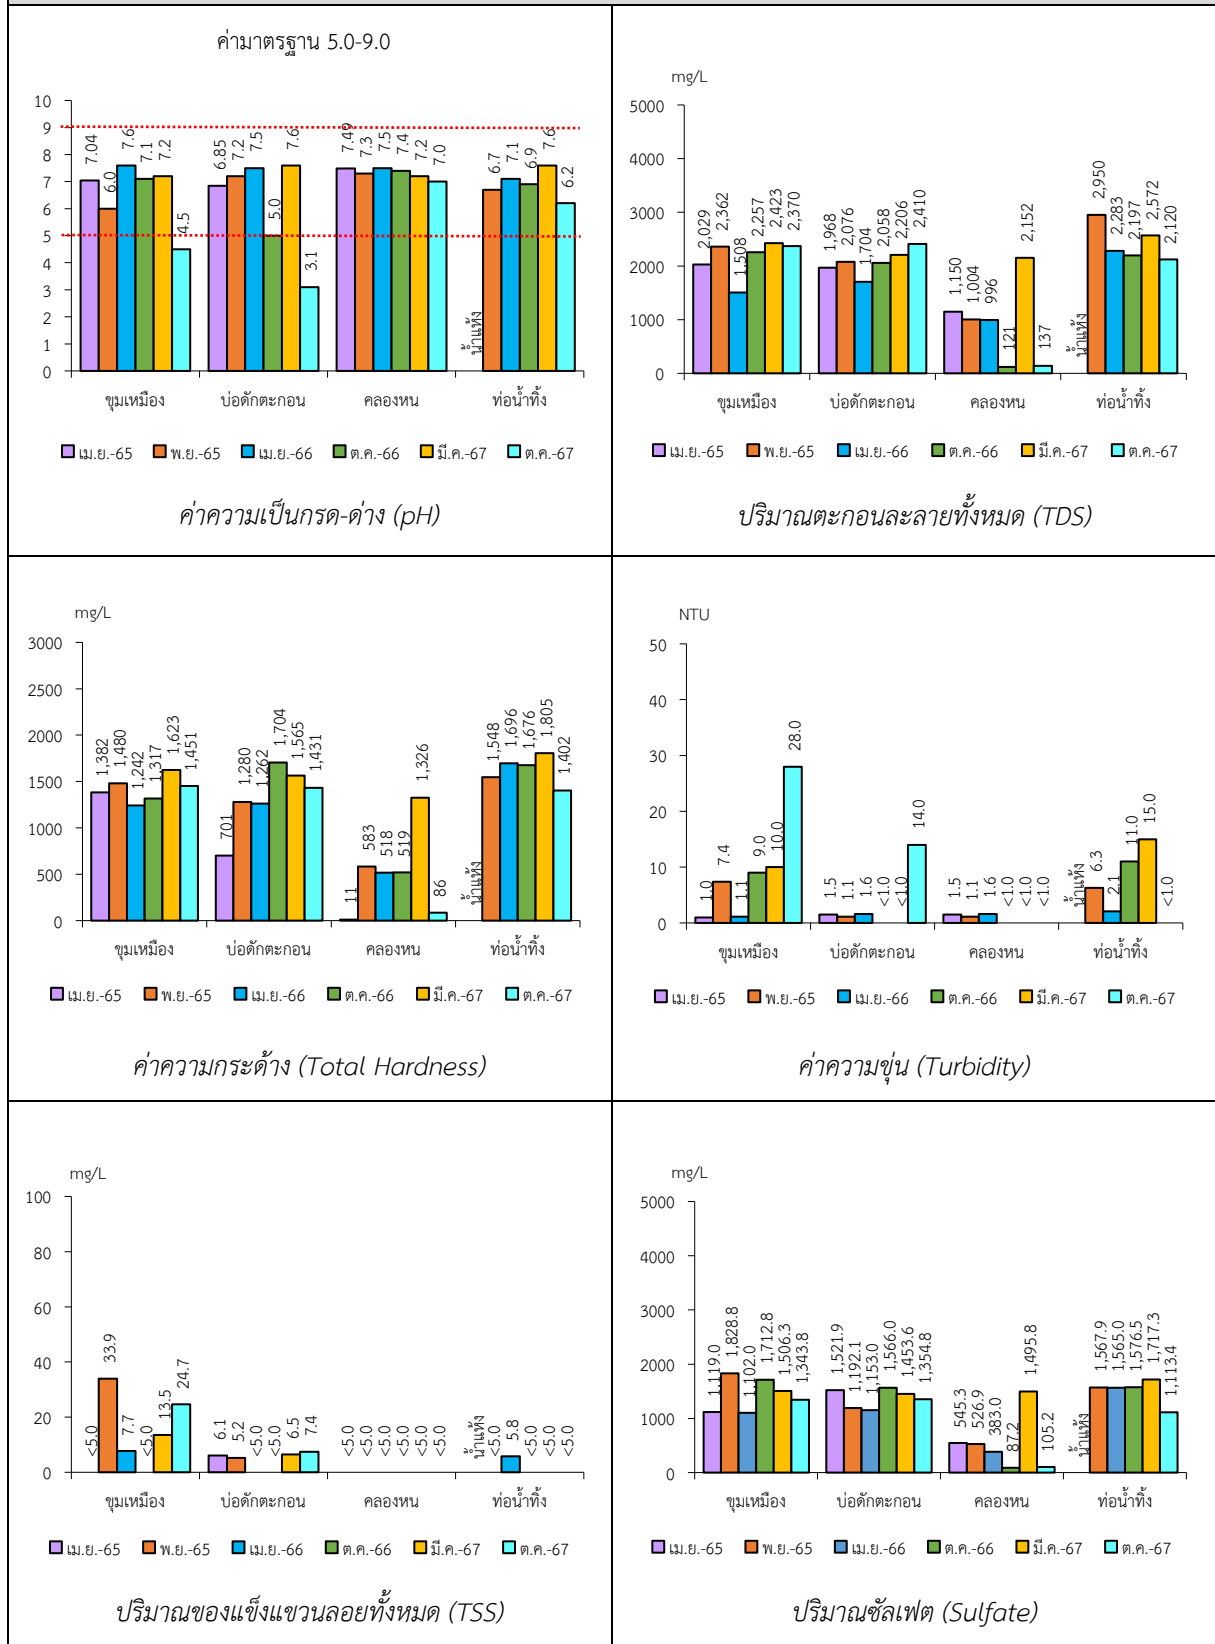 ค่ามาตรฐาน 5.0-9.0
10
9
8
7
6
5
4
3
2
1
0
7.04 6.0 7.6 7.1 7.2 4.5
6.85 7.2 7.5 5.0 7.6 3.1
7.49 7.3 7.5 7.4 7.2 7.0
น้ำแห้ง 6.7 7.1 6.9 7.6 6.2
ขุมเหมือง บ่อดักตะกอน คลองหน ท่อน้ำทิ้ง
เม.ย.-65 พ.ย.-65 เม.ย.-66 ต.ค.-66 มี.ค.-67 ต.ค.-67
ค่าความเป็นกรด-ด่าง (pH)
mg/L
5000
4000
3000
2000
1000
0
2,029 2,362 1,508 2,257 2,423 2,370
1,968 2,076 1,704 2,058 2,206 2,410
1,150 1,004 996 121 2,152 137
น้ำแห้ง 2,950 2,283 2,197 2,572 2,120
ขุมเหมือง บ่อดักตะกอน คลองหน ท่อน้ำทิ้ง
เม.ย.-65 พ.ย.-65 เม.ย.-66 ต.ค.-66 มี.ค.-67 ต.ค.-67
ปริมาณตะกอนละลายทั้งหมด (TDS)
mg/L
3000
2500
2000
1500
1000
500
0
1,382 1,480 1,242 1,317 1,623 1,451
701 1,280 1,262 1,704 1,565 1,431
11 583 518 519 1,326 86
น้ำแห้ง 1,548 1,696 1,676 1,805 1,402
ขุมเหมือง บ่อดักตะกอน คลองหน ท่อน้ำทิ้ง
เม.ย.-65 พ.ย.-65 เม.ย.-66 ต.ค.-66 มี.ค.-67 ต.ค.-67
ค่าความกระด้าง (Total Hardness)
NTU
50
40
30
20
10
0
1.0 7.4 1.1 9.0 10.0 28.0
1.5 1.1 1.6 <1.0 <1.0 14.0
1.5 1.1 1.6 <1.0 <1.0 <1.0
น้ำแห้ง 6.3 2.1 11.0 15.0 <1.0
ขุมเหมือง บ่อดักตะกอน คลองหน ท่อน้ำทิ้ง
เม.ย.-65 พ.ย.-65 เม.ย.-66 ต.ค.-66 มี.ค.-67 ต.ค.-67
ค่าความขุ่น (Turbidity)
mg/L
100
80
60
40
20
0
<5.0 33.9 7.7 <5.0 13.5 24.7
6.1 5.2 <5.0 <5.0 6.5 7.4
<5.0 <5.0 <5.0 <5.0 <5.0 <5.0
น้ำแห้ง <5.0 5.8 <5.0 <5.0 <5.0
ขุมเหมือง บ่อดักตะกอน คลองหน ท่อน้ำทิ้ง
เม.ย.-65 พ.ย.-65 เม.ย.-66 ต.ค.-66 มี.ค.-67 ต.ค.-67
ปริมาณของแข็งแขวนลอยทั้งหมด (TSS)
mg/L
5000
4000
3000
2000
1000
0
1,119.0 1,828.8 1,102.0 1,712.8 1,506.3 1,343.8
1,521.9 1,192.1 1,153.0 1,566.0 1,453.6 1,354.8
545.3 526.9 383.0 87.2 1,495.8 105.2
น้ำแห้ง 1,567.9 1,565.0 1,576.5 1,717.3 1,113.4
ขุมเหมือง บ่อดักตะกอน คลองหน ท่อน้ำทิ้ง
เม.ย.-65 พ.ย.-65 เม.ย.-66 ต.ค.-66 มี.ค.-67 ต.ค.-67
ปริมาณซัลเฟต (Sulfate)